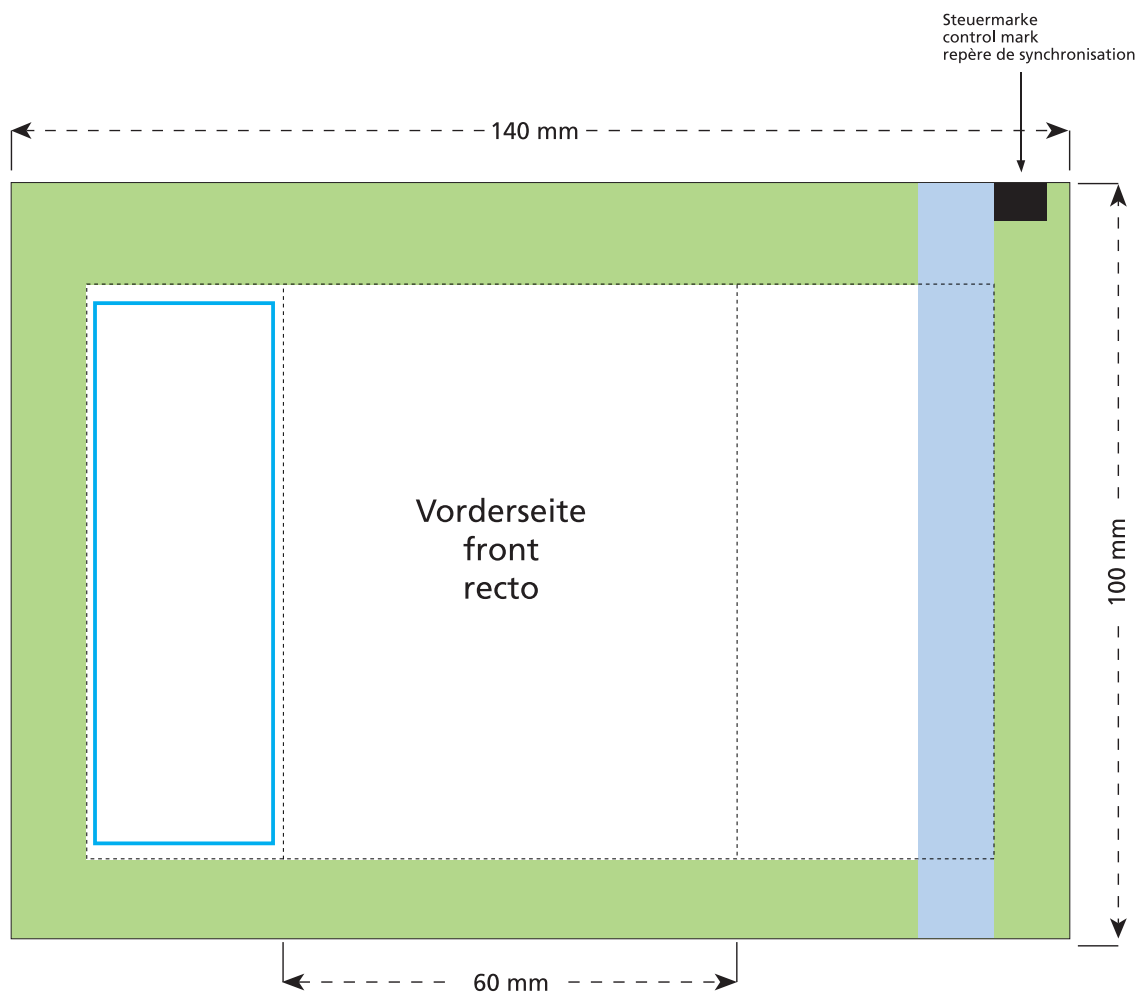 Steuermarke
control mark
repère de synchronisation
140 mm
Vorderseite
front
recto
100 mm
60 mm